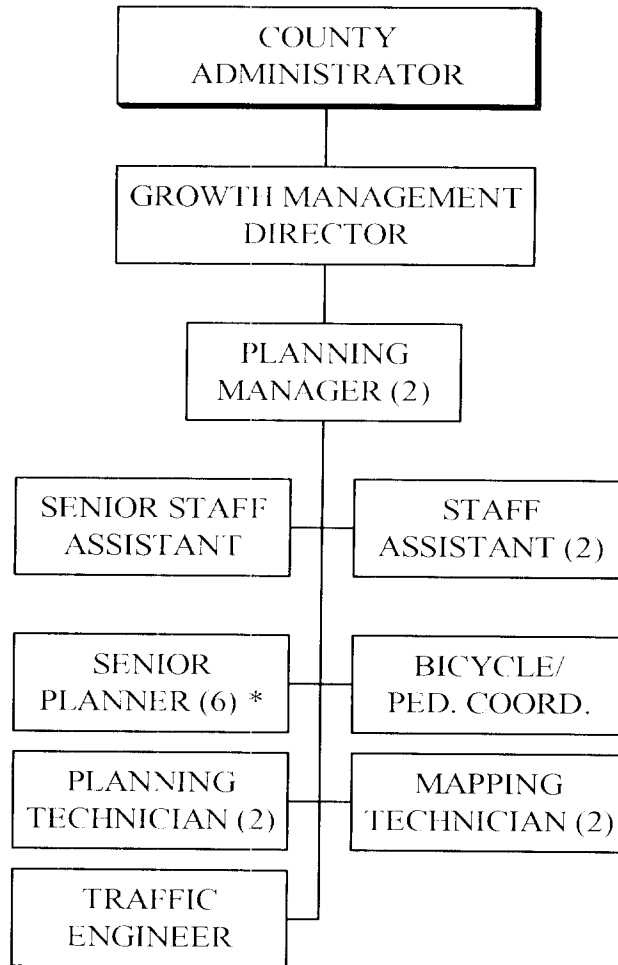 COUNTY
ADMINISTRATOR
GROWTH MANAGEMENT
DIRECTOR
PLANNING
MANAGER (2)
SENIOR STAFF
ASSISTANT
STAFF
ASSISTANT (2)
SENIOR
PLANNER (6) *
BICYCLE/
PED. COORD.
PLANNING
TECHNICIAN (2)
MAPPING
TECHNICIAN (2)
TRAFFIC
ENGINEER